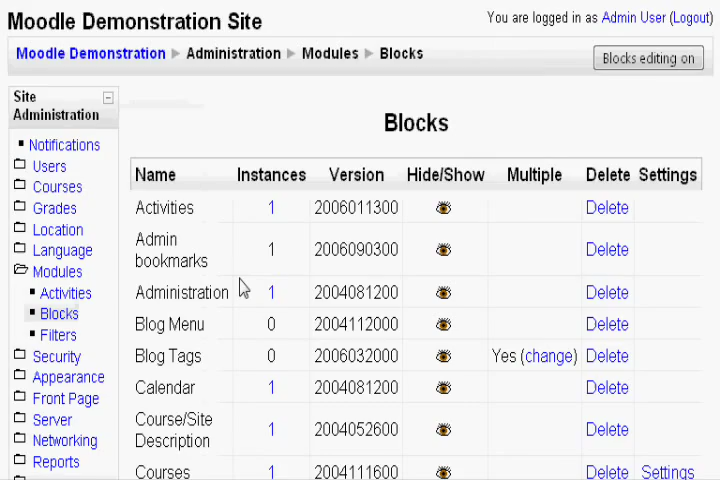 Moodle Demonstration Site
You are logged in as Admin User (Logout)
Moodle Demonstration ► Administration ► Modules ► Blocks
Blocks editing on
Site
Administration
Notifications
Users
Courses
Grades
Location
Language
Modules
Activities
Blocks
Filters
Security
Appearance
Front Page
Server
Networking
Reports
Blocks
Name Instances Version Hide/Show Multiple Delete Settings
Activities 1 2006011300 Delete
Admin
bookmarks 1 2006090300 Delete
Administration 1 2004081200 Delete
Blog Menu 0 2004112000 Delete
Blog Tags 0 2006032000 Yes (change) Delete
Calendar 1 2004081200 Delete
Course/Site
Description 1 2004052600 Delete
Courses 1 2004111600 Delete Settings